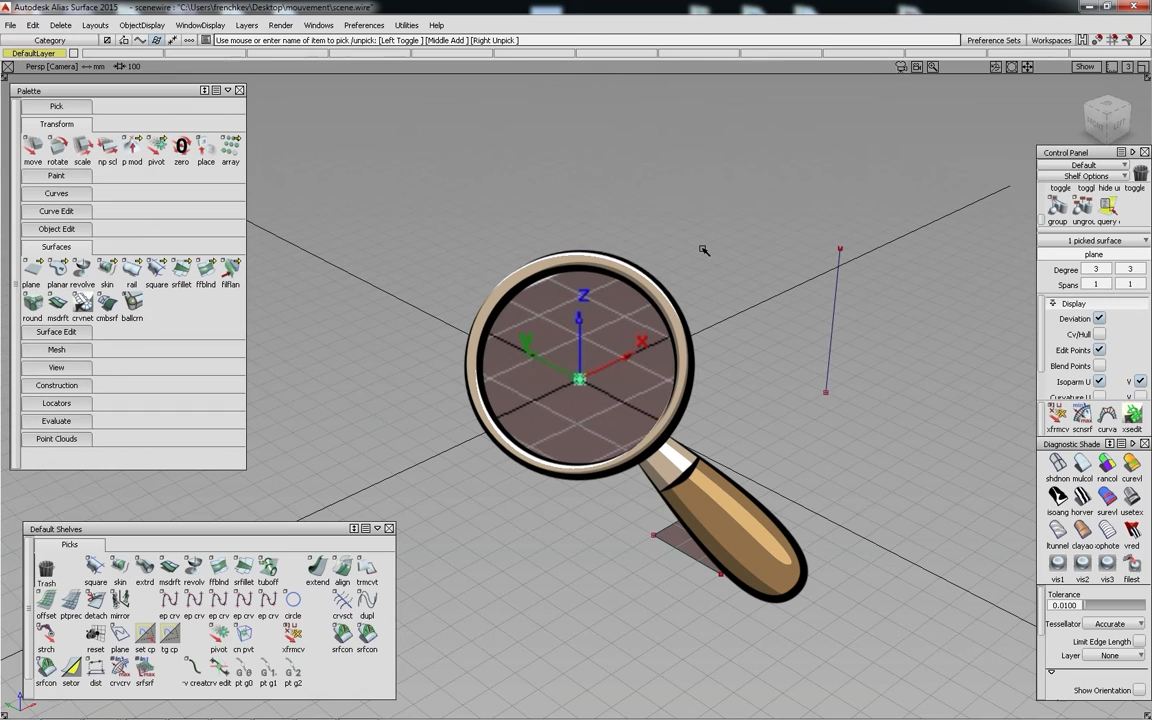 Autodesk Alias Surface 2015 - scenewire : "C:\Users\frenchkev\Desktop\mouvement\scene.wire"
File Edit Delete Layouts ObjectDisplay WindowDisplay Layers Render Windows Preferences Utilities Help
Category Use mouse or enter name of item to pick /unpick: [Left Toggle ] [Middle Add ] [Right Unpick ] Preference Sets Workspaces
DefaultLayer
Persp [Camera] mm 100 Show 3
Palette
Pick
Transform
move rotate scale np scl p mod pivot zero place array
Paint
Curves
Curve Edit
Object Edit
Surfaces
plane planar revolve skin rail square srfillet ffblnd filflan
round msdrft crvnet cmbsrf ballcrn
Surface Edit
Mesh
View
Construction
Locators
Evaluate
Point Clouds
Z
Y
X
RIGHT LEFT
Control Panel
Default
Shelf Options
toggle toggl hide u toggle
group ungrou query
1 picked surface
plane
Degree 3 3
Spans 1 1
Display
Deviation
Cv/Hull
Edit Points
Blend Points
Isoparm U V
Curvature U
xfrmcv scnsrf curva xsedit
Diagnostic Shade
shdnon mulcol rancol curevl
isoang horver surevl usetex
ltunnel clayao ophote vred
vis1 vis2 vis3 filest
Tolerance
0.0100
Tessellator Accurate
Limit Edge Length
Layer None
Show Orientation
Default Shelves
Picks
Trash square skin extrd msdrft revolv ffblnd srfillet tuboff extend align trmcvt
offset ptprec detach mirror ep crv ep crv ep crv ep crv ep crv circle crvsct dupl
strch reset plane set cp tg cp pivot cn pvt xfrmcv srfcon srfcon
srfcon setor dist crvcrv srfsrf crv edit pt g0 pt g1 pt g2